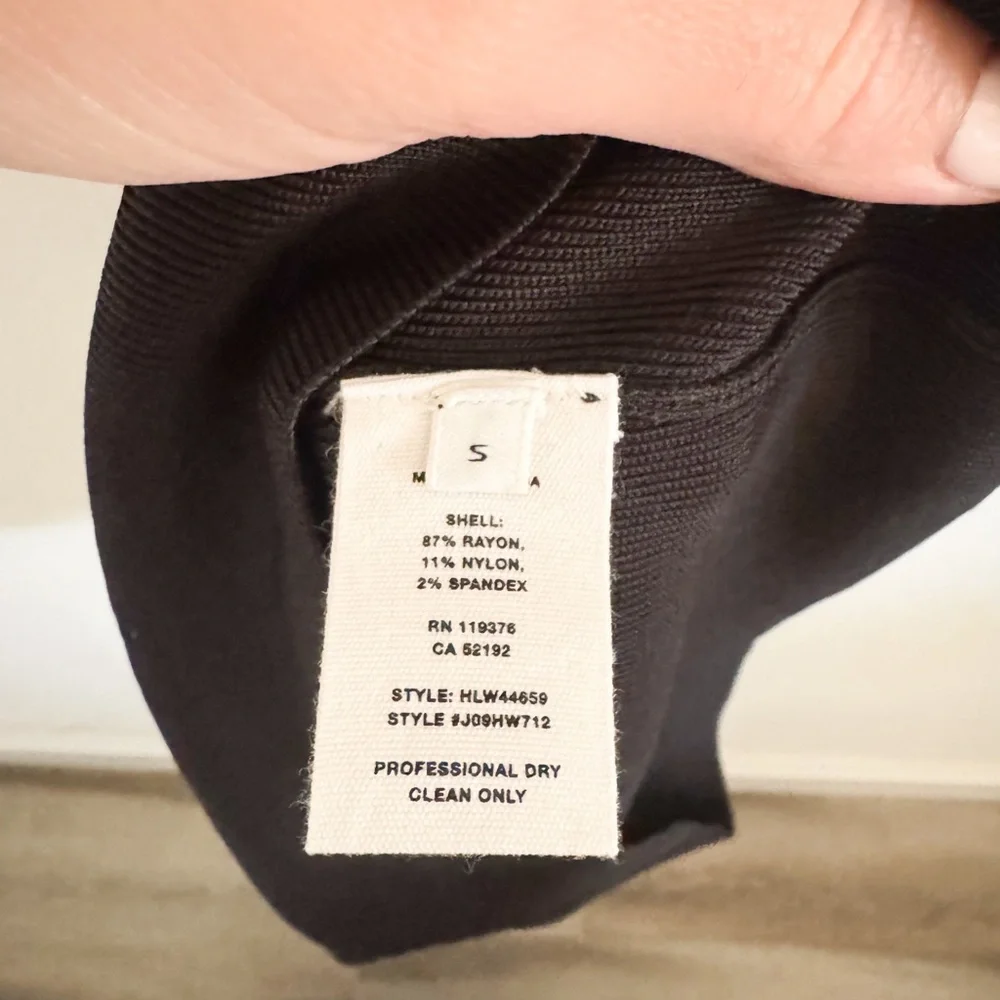 S
SHELL:
87% RAYON,
11% NYLON,
2% SPANDEX
RN 119376
CA 52192
STYLE: HLW44659
STYLE #J09HW712
PROFESSIONAL DRY
CLEAN ONLY